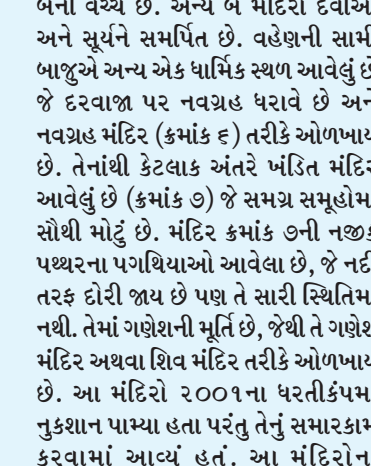 બેની વચ્ચે છે. અન્ય બે મંદિરો દેવીઓ
અને સૂર્યને સમર્પિત છે. વહેણની સામી
બાજુએ અન્ય એક ધાર્મિક સ્થળ આવેલું છે
જે દરવાજા પર નવગ્રહ ધરાવે છે અને
નવગ્રહ મંદિર (ક્રમાંક ૬) તરીકે ઓળખાય
છે. તેનાંથી કેટલાક અંતરે ખંડિત મંદિર
આવેલું છે (ક્રમાંક ૭) જે સમગ્ર સમૂહોમાં
સૌથી મોટું છે. મંદિર ક્રમાંક ૭ની નજીક
પથ્થરના પગથિયાઓ આવેલા છે, જે નદી
તરફ દોરી જાય છે પણ તે સારી સ્થિતિમાં
નથી. તેમાં ગણેશની મૂર્તિ છે, જેથી તે ગણેશ
મંદિર અથવા શિવ મંદિર તરીકે ઓળખાય
છે. આ મંદિરો ૨૦૦૧ના ધરતીકંપમાં
નુકશાન પામ્યા હતા પરંતુ તેનું સમારકામ
કરવામાં આવ્યું હતું. આ મંદિરોને